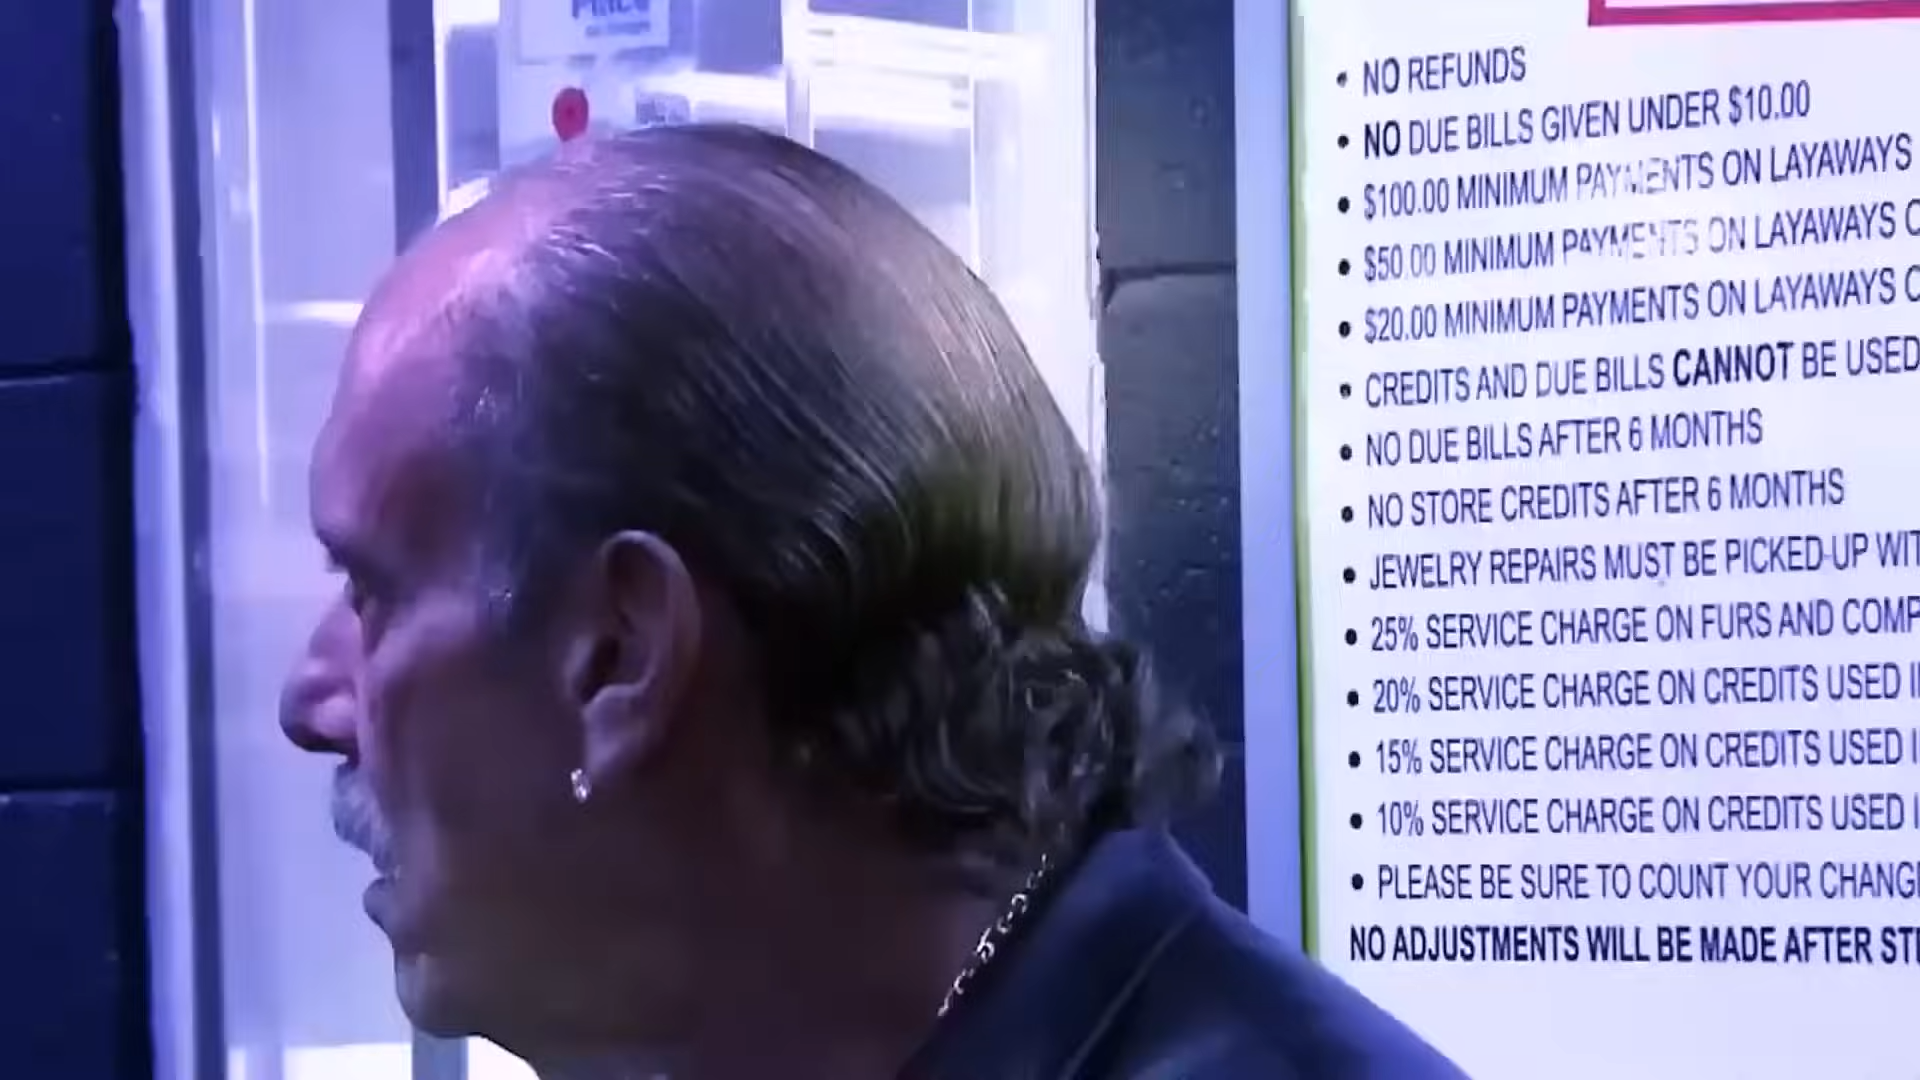 • NO REFUNDS
• NO DUE BILLS GIVEN UNDER $10.00
• $100.00 MINIMUM PAYMENTS ON LAYAWAYS
• $50.00 MINIMUM PAYMENTS ON LAYAWAYS
• $20.00 MINIMUM PAYMENTS ON LAYAWAYS
• CREDITS AND DUE BILLS CANNOT BE USED
• NO DUE BILLS AFTER 6 MONTHS
• NO STORE CREDITS AFTER 6 MONTHS
• JEWELRY REPAIRS MUST BE PICKED-UP
• 25% SERVICE CHARGE ON FURS AND
• 20% SERVICE CHARGE ON CREDITS USED
• 15% SERVICE CHARGE ON CREDITS USED
• 10% SERVICE CHARGE ON CREDITS USED
• PLEASE BE SURE TO COUNT YOUR
NO ADJUSTMENTS WILL BE MADE AFTER